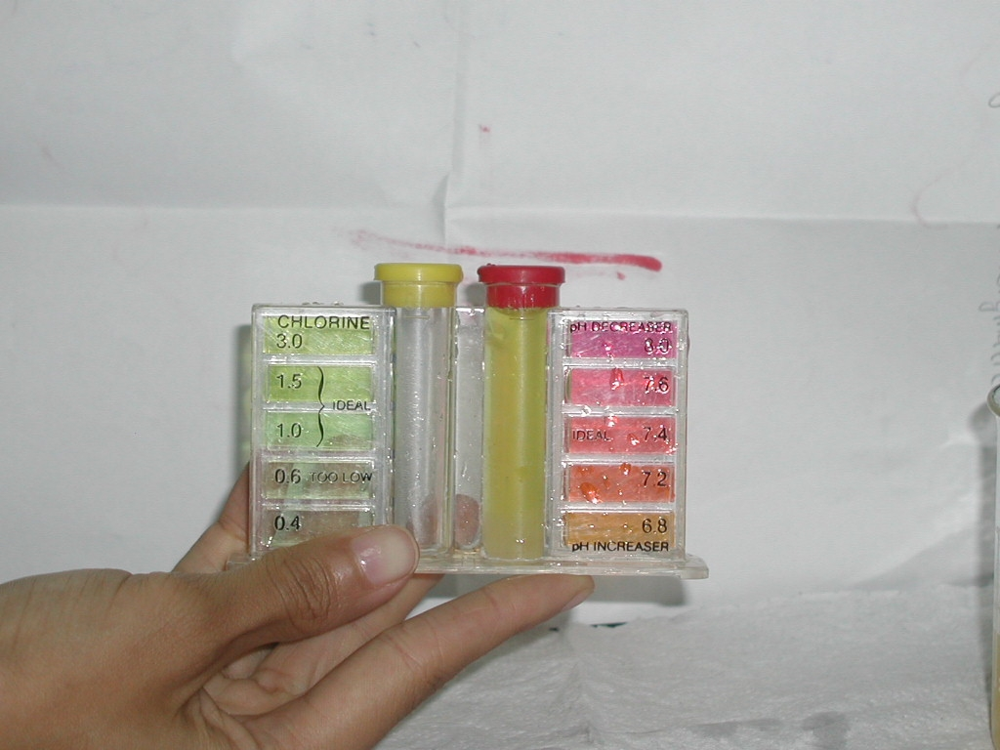 CHLORINE
3.0
1.5
IDEAL
1.0
0.6 TOO LOW
0.4
pH DECREASER
8.0
7.6
IDEAL 7.4
7.2
6.8
pH INCREASER